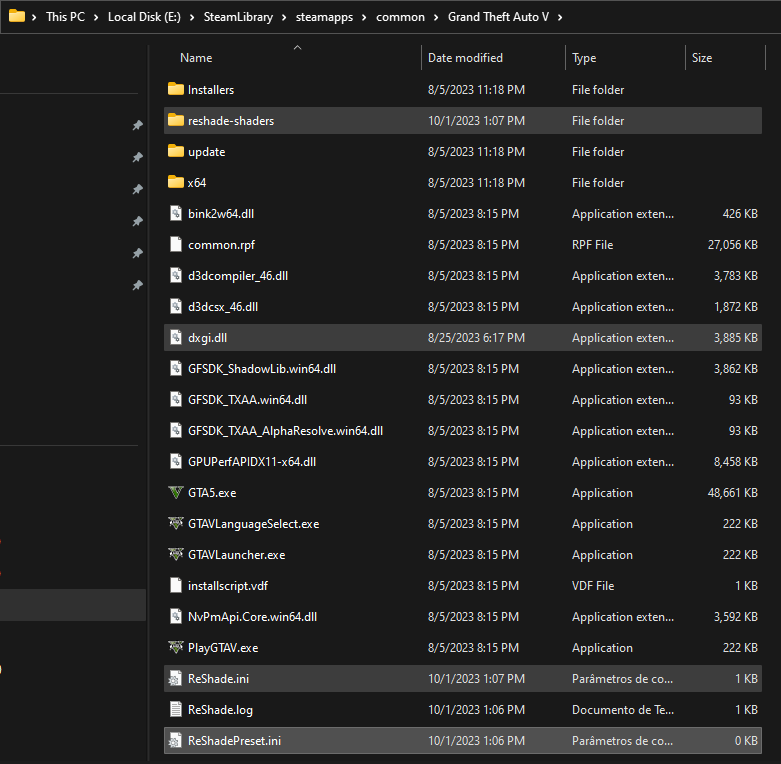 This PC > Local Disk (E:) > SteamLibrary > steamapps > common > Grand Theft Auto V >
Name Date modified Type Size
Installers 8/5/2023 11:18 PM File folder
reshade-shaders 10/1/2023 1:07 PM File folder
update 8/5/2023 11:18 PM File folder
x64 8/5/2023 11:18 PM File folder
bink2w64.dll 8/5/2023 8:15 PM Application exten... 426 KB
common.rpf 8/5/2023 8:15 PM RPF File 27,056 KB
d3dcompiler_46.dll 8/5/2023 8:15 PM Application exten... 3,783 KB
d3dcsx_46.dll 8/5/2023 8:15 PM Application exten... 1,872 KB
dxgi.dll 8/25/2023 6:17 PM Application exten... 3,885 KB
GFSDK_ShadowLib.win64.dll 8/5/2023 8:15 PM Application exten... 3,862 KB
GFSDK_TXAA.win64.dll 8/5/2023 8:15 PM Application exten... 93 KB
GFSDK_TXAA_AlphaResolve.win64.dll 8/5/2023 8:15 PM Application exten... 93 KB
GPUPerfAPIDX11-x64.dll 8/5/2023 8:15 PM Application exten... 8,458 KB
GTA5.exe 8/5/2023 8:15 PM Application 48,661 KB
GTAVLanguageSelect.exe 8/5/2023 8:15 PM Application 222 KB
GTAVLauncher.exe 8/5/2023 8:15 PM Application 222 KB
installscript.vdf 8/5/2023 8:15 PM VDF File 1 KB
NvPmApi.Core.win64.dll 8/5/2023 8:15 PM Application exten... 3,592 KB
PlayGTAV.exe 8/5/2023 8:15 PM Application 222 KB
ReShade.ini 10/1/2023 1:07 PM Parâmetros de co... 1 KB
ReShade.log 10/1/2023 1:06 PM Documento de Te... 1 KB
ReShadePreset.ini 10/1/2023 1:06 PM Parâmetros de co... 0 KB